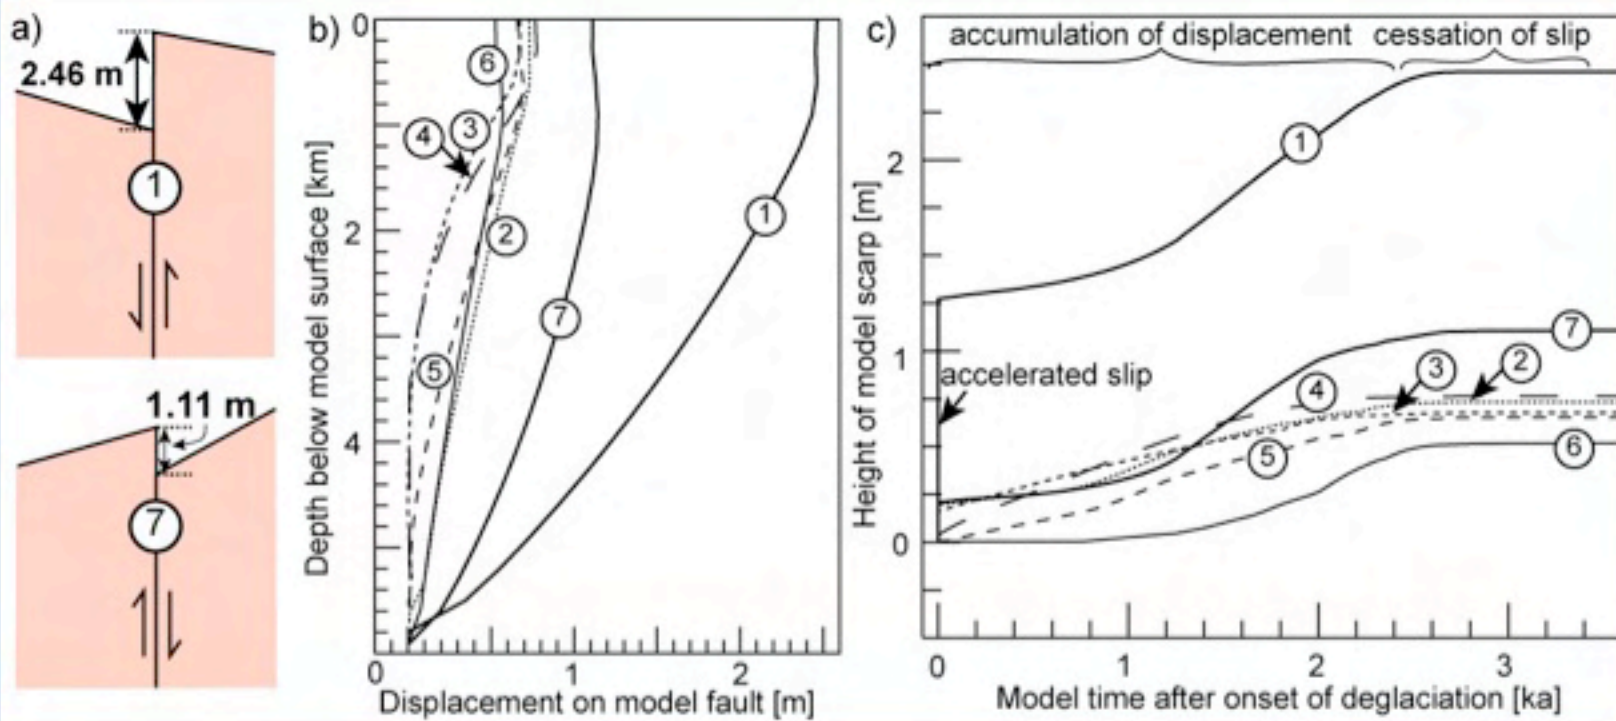 a)
2.46 m
1
1.11 m
7
b)
0
2
4
Depth below model surface [km]
6
3
4
2
1
7
5
0
1
2
Displacement on model fault [m]
c)
accumulation of displacement
cessation of slip
1
2
1
0
Height of model scarp [m]
accelerated slip
7
2
3
4
5
6
0
1
2
3
Model time after onset of deglaciation [ka]